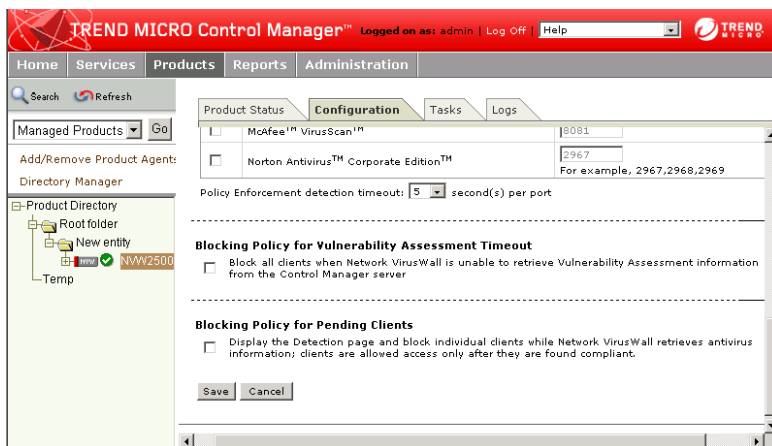 TREND MICRO Control Manager™ Logged on as: admin | Log Off | Help
TREND MICRO
Home Services Products Reports Administration
Search Refresh
Managed Products Go
Add/Remove Product Agents
Directory Manager
Product Directory
Root folder
New entity
NVW NVW2500
Temp
Product Status Configuration Tasks Logs
McAfee™ VirusScan™ 8081
Norton Antivirus™ Corporate Edition™ 2967
For example, 2967,2968,2969
Policy Enforcement detection timeout: 5 second(s) per port
Blocking Policy for Vulnerability Assessment Timeout
Block all clients when Network VirusWall is unable to retrieve Vulnerability Assessment information
from the Control Manager server
Blocking Policy for Pending Clients
Display the Detection page and block individual clients while Network VirusWall retrieves antivirus
information; clients are allowed access only after they are found compliant.
Save Cancel